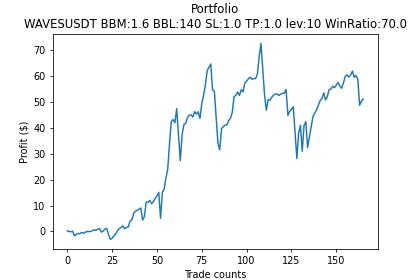 Portfolio
WAVESUSDT BBM:1.6 BBL:140 SL:1.0 TP:1.0 lev:10 WinRatio:70.0
70
60
50
40
30
20
10
0
Profit ($)
0 25 50 75 100 125 150
Trade counts